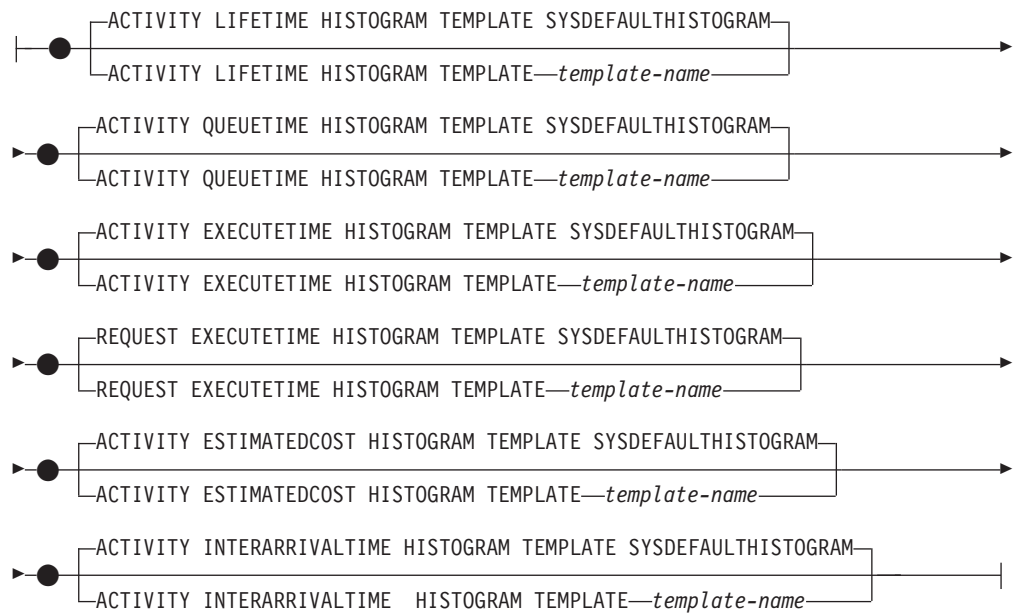 ACTIVITY LIFETIME HISTOGRAM TEMPLATE SYSDEFAULTHISTOGRAM
ACTIVITY LIFETIME HISTOGRAM TEMPLATE template-name
ACTIVITY QUEUETIME HISTOGRAM TEMPLATE SYSDEFAULTHISTOGRAM
ACTIVITY QUEUETIME HISTOGRAM TEMPLATE template-name
ACTIVITY EXECUTETIME HISTOGRAM TEMPLATE SYSDEFAULTHISTOGRAM
ACTIVITY EXECUTETIME HISTOGRAM TEMPLATE template-name
REQUEST EXECUTETIME HISTOGRAM TEMPLATE SYSDEFAULTHISTOGRAM
REQUEST EXECUTETIME HISTOGRAM TEMPLATE template-name
ACTIVITY ESTIMATEDCOST HISTOGRAM TEMPLATE SYSDEFAULTHISTOGRAM
ACTIVITY ESTIMATEDCOST HISTOGRAM TEMPLATE template-name
ACTIVITY INTERARRIVALTIME HISTOGRAM TEMPLATE SYSDEFAULTHISTOGRAM
ACTIVITY INTERARRIVALTIME HISTOGRAM TEMPLATE template-name